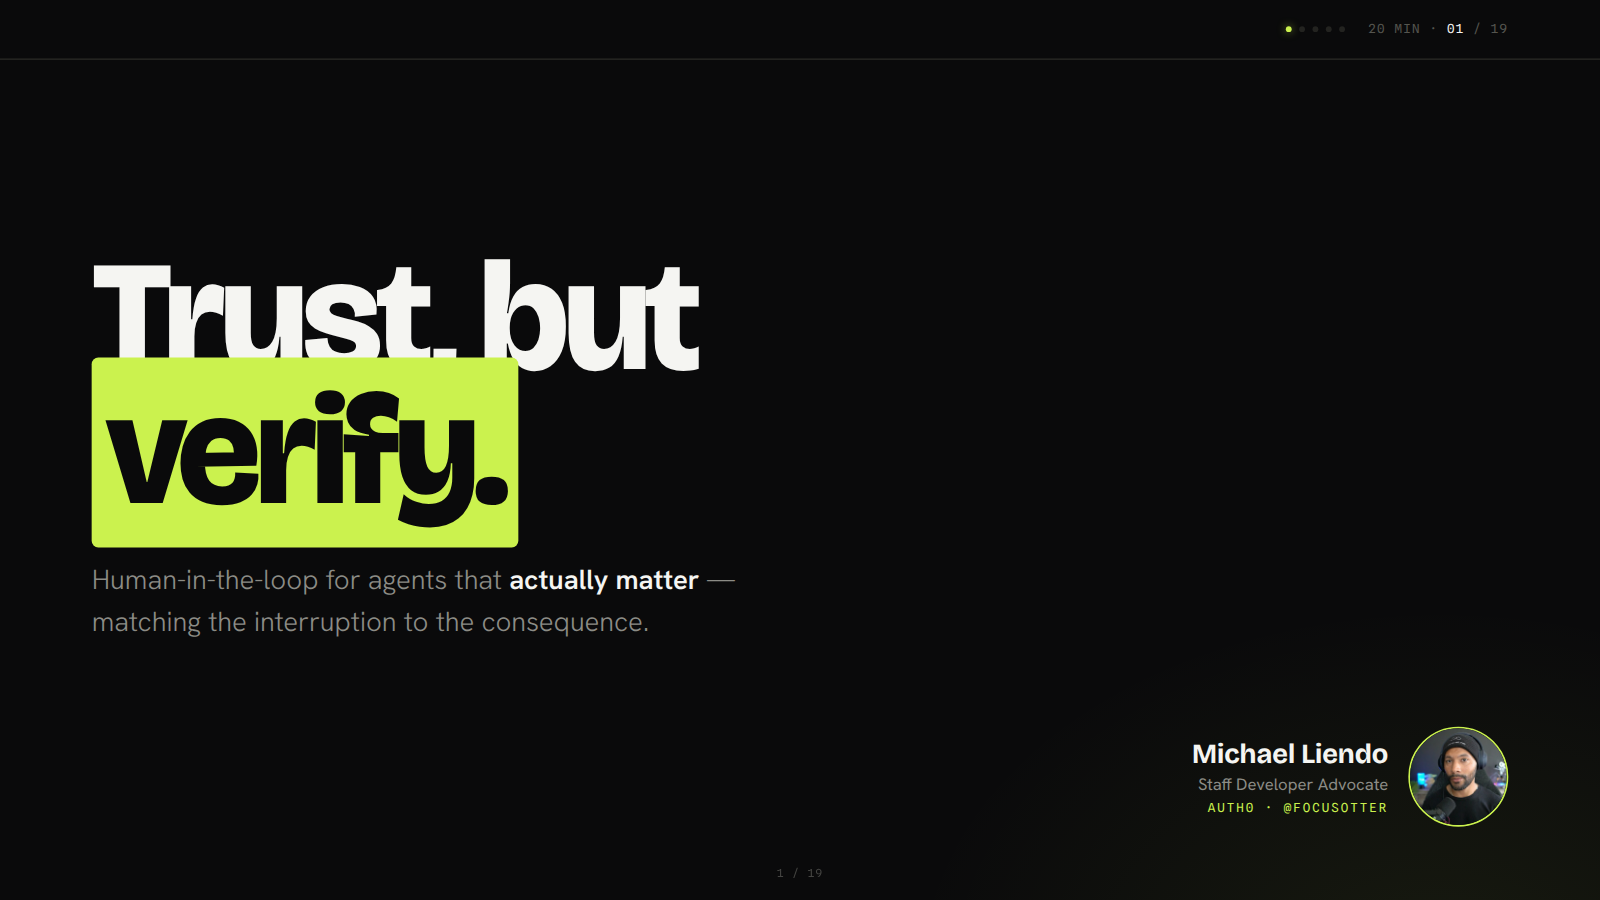 20 MIN · 01 / 19
Trust, but
verify.
Human-in-the-loop for agents that actually matter —
matching the interruption to the consequence.
Michael Liendo
Staff Developer Advocate
AUTH0 · @FOCUSOTTER
1 / 19